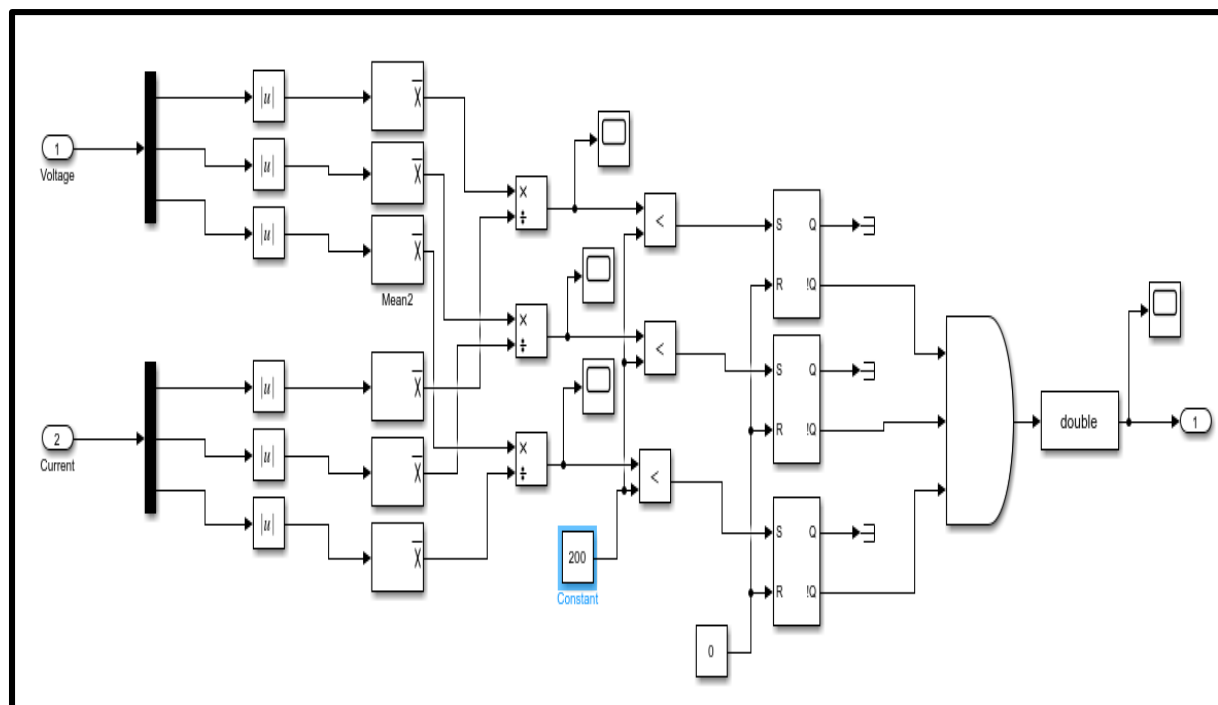 |u|
X
1
Voltage
|u|
X
×
÷
<
S
Q
|u|
X
R
!Q
Mean2
×
÷
<
S
Q
|u|
X
R
!Q
double
1
2
Current
|u|
X
×
÷
<
|u|
X
S
Q
200
Constant
R
!Q
0